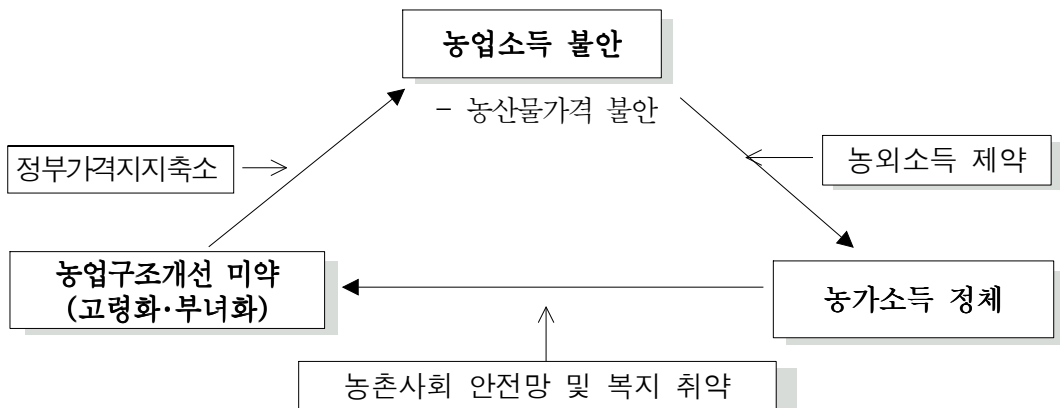 농업소득 불안
- 농산물가격 불안
정부가격지지축소
농외소득 제약
농업구조개선 미약
(고령화·부녀화)
농가소득 정체
농촌사회 안전망 및 복지 취약